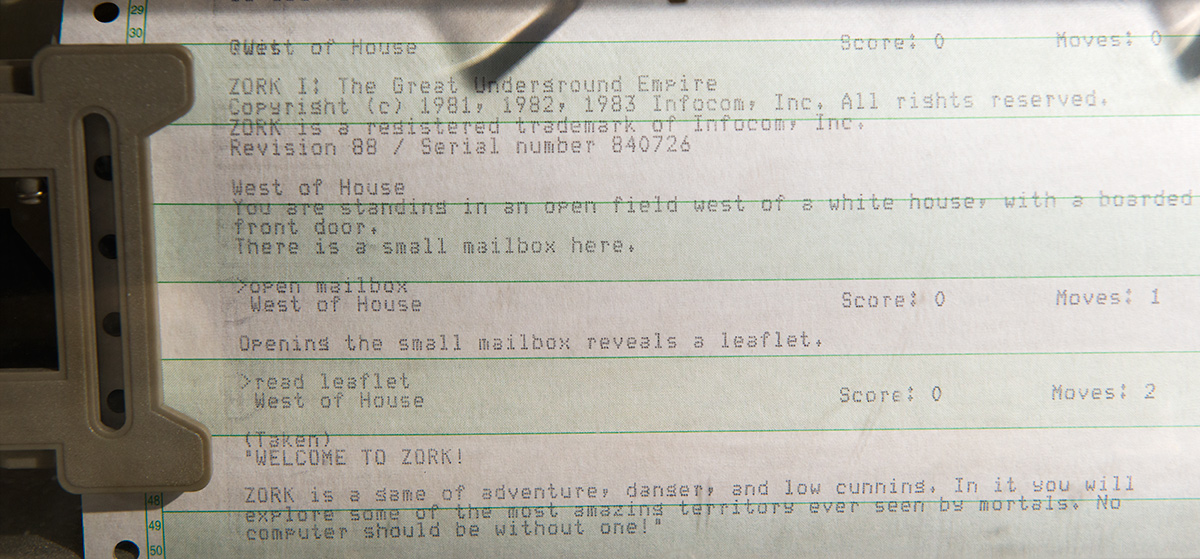 29
30
@West of House Score: 0 Moves: 0
ZORK I: The Great Underground Empire
Copyright (c) 1981, 1982, 1983 Infocom, Inc. All rights reserved.
ZORK is a registered trademark of Infocom, Inc.
Revision 88 / Serial number 840726
West of House
You are standing in an open field west of a white house, with a boarded
front door.
There is a small mailbox here.
>open mailbox
West of House Score: 0 Moves: 1
Opening the small mailbox reveals a leaflet.
>read leaflet
West of House Score: 0 Moves: 2
(Taken)
"WELCOME TO ZORK!
ZORK is a game of adventure, danger, and low cunning. In it you will
explore some of the most amazing territory ever seen by mortals. No
computer should be without one!"
48
49
50